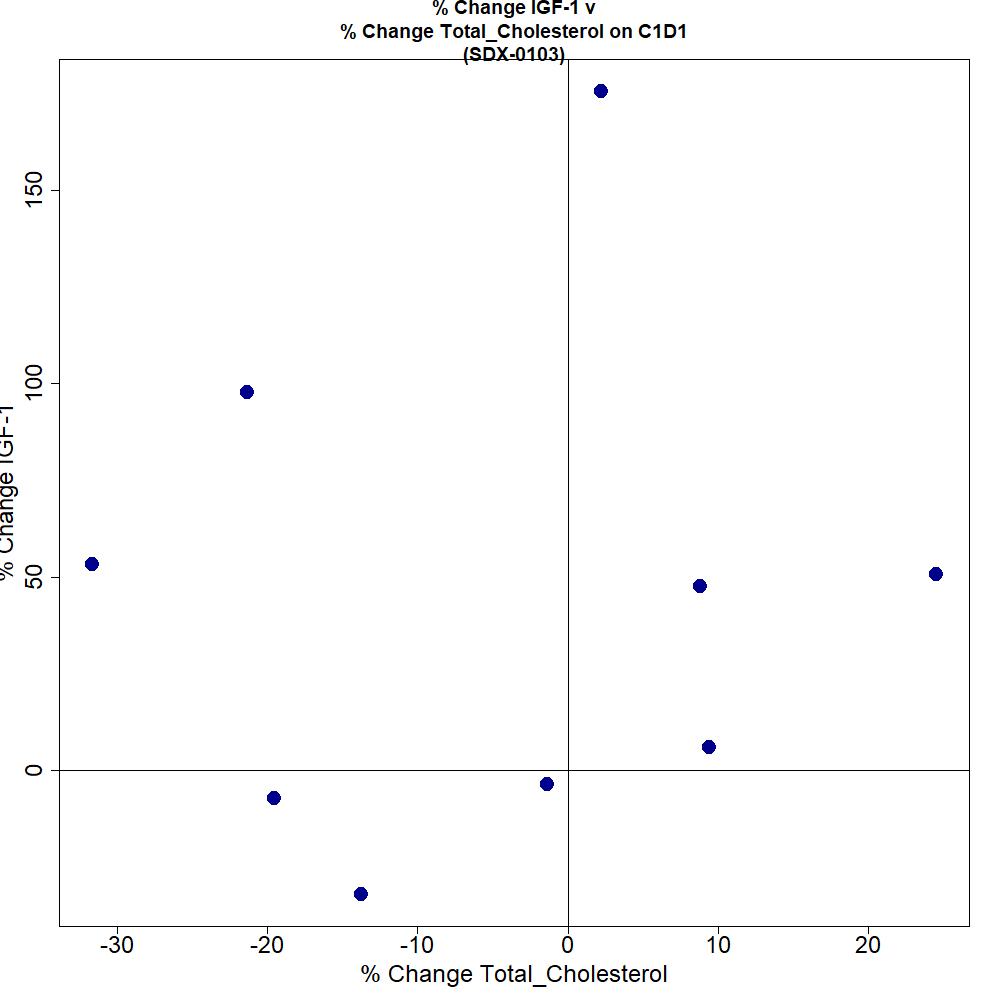 % Change IGF-1 v
% Change Total_Cholesterol on C1D1
(SDX-0103)
% Change IGF-1
150
100
50
0
-30 -20 -10 0 10 20
% Change Total_Cholesterol